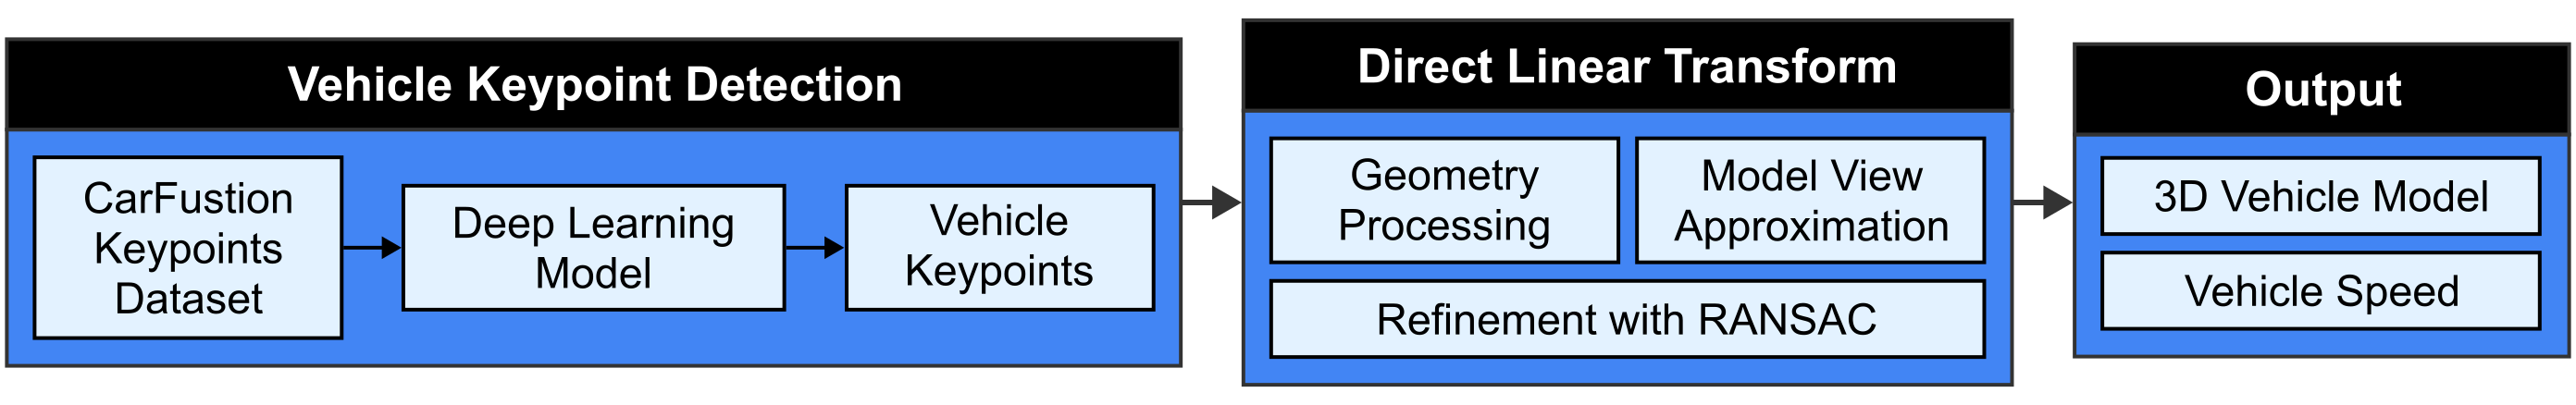 Vehicle Keypoint Detection
CarFustion
Keypoints
Dataset
Deep Learning
Model
Vehicle
Keypoints
Direct Linear Transform
Geometry
Processing
Model View
Approximation
Refinement with RANSAC
Output
3D Vehicle Model
Vehicle Speed